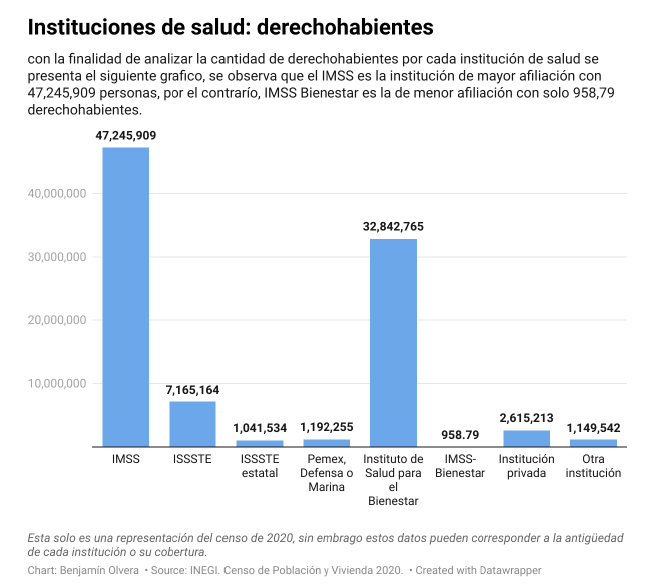 Instituciones de salud: derechohabientes
con la finalidad de analizar la cantidad de derechohabientes por cada institución de salud se
presenta el siguiente grafico, se observa que el IMSS es la institución de mayor afiliación con
47,245,909 personas, por el contrarío, IMSS Bienestar es la de menor afiliación con solo 958,79
derechohabientes.
47,245,909
40,000,000
32,842,765
30,000,000
20,000,000
10,000,000
7,165,164
1,041,534
1,192,255
958.79
2,615,213
1,149,542
IMSS
ISSSTE
ISSSTE
estatal
Pemex,
Defensa o
Marina
Instituto de
Salud para
el
Bienestar
IMSS-
Bienestar
Institución
privada
Otra
institución
Esta solo es una representación del censo de 2020, sin embrago estos datos pueden corresponder a la antigüedad
de cada institución o su cobertura.
Chart: Benjamín Olvera • Source: INEGI. Censo de Población y Vivienda 2020. • Created with Datawrapper